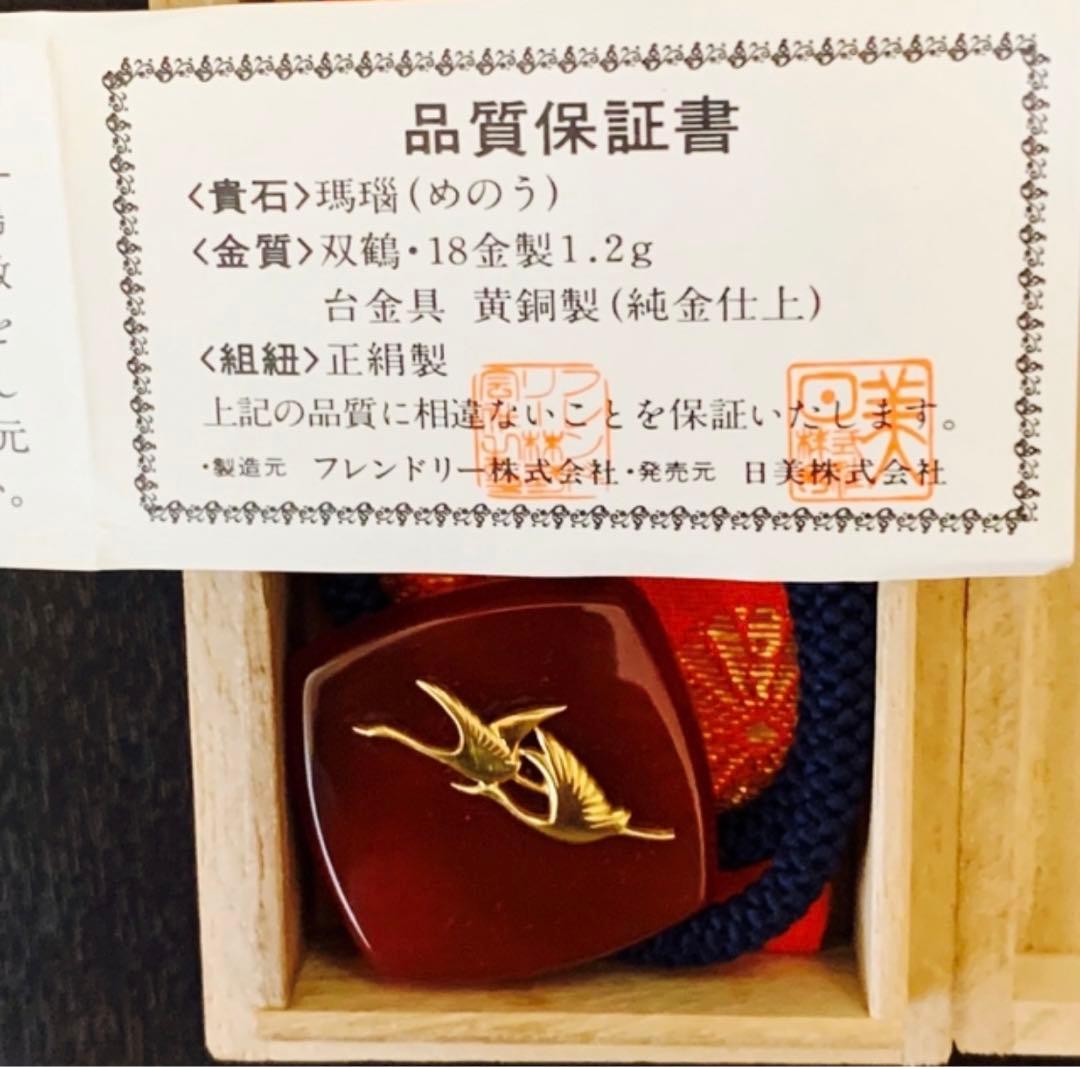 品質保証書
〈貴石〉瑪瑙(めのう)
〈金質〉双鶴・18金製1.2g
台金具 黄銅製(純金仕上)
〈組紐〉正絹製
上記の品質に相違ないことを保証いたします。
・製造元 フレンドリー株式会社・発売元 日美株式会社